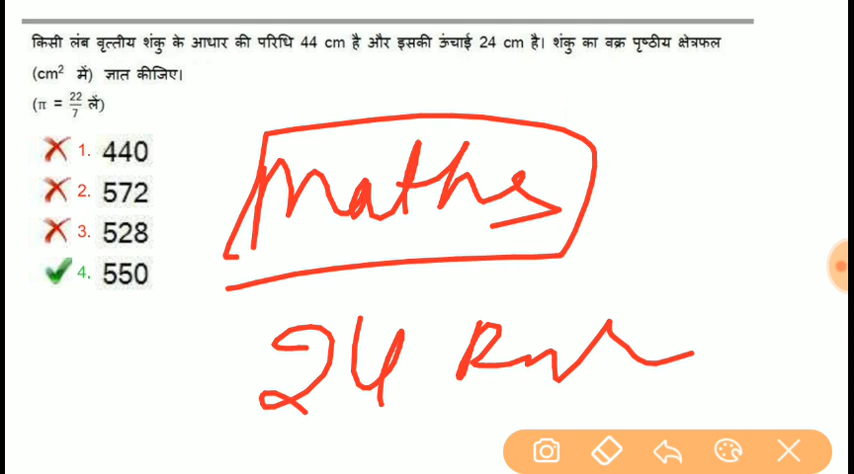 किसी लंब वृत्तीय शंकु के आधार की परिधि 44 cm है और इसकी ऊंचाई 24 cm है। शंकु का वक्र पृष्ठीय क्षेत्रफल
(cm² में) ज्ञात कीजिए।
(π = 22/7 लें)
1. 440
2. 572
3. 528
4. 550
Maths
24